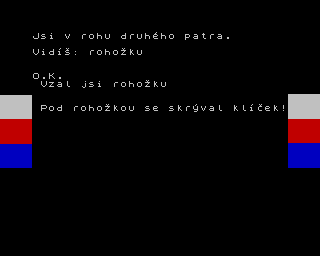 Jsi v rohu druhého patra.
Vidíš: rohožku
O.K.
Vzal jsi rohožku
Pod rohožkou se skrýval klíček!